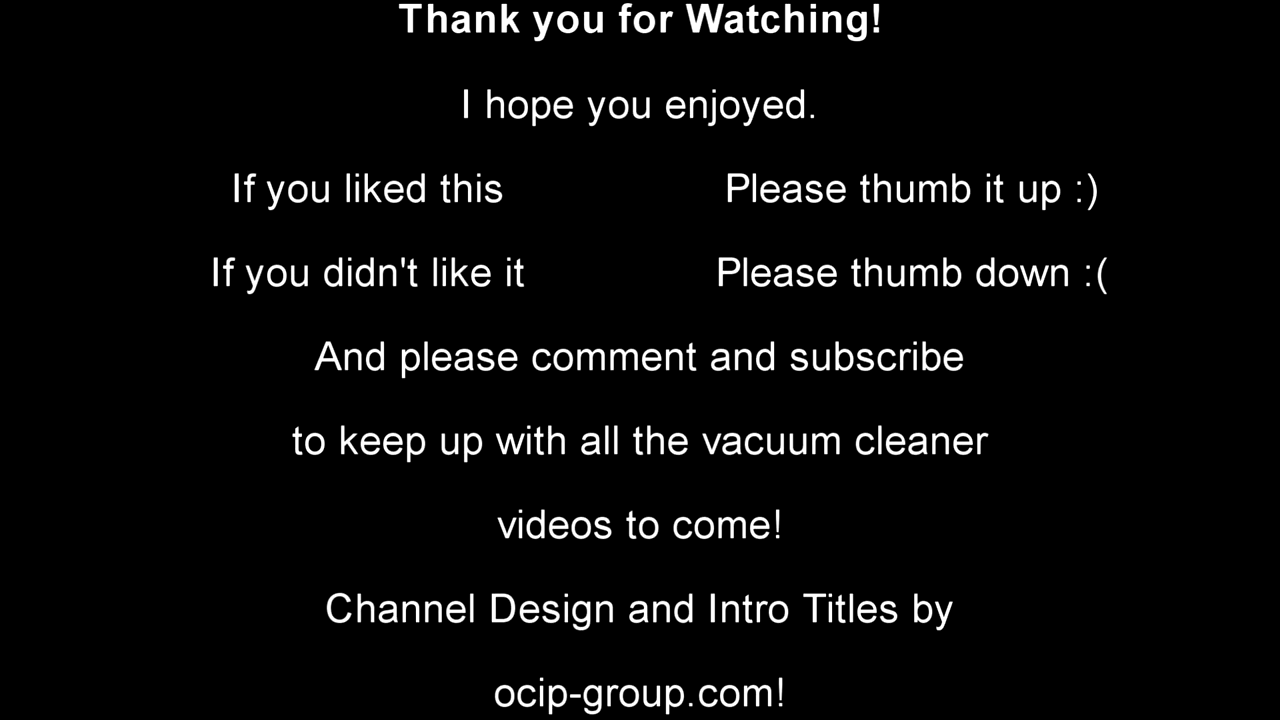 Thank you for Watching!
I hope you enjoyed.
If you liked this Please thumb it up :)
If you didn't like it Please thumb down :(
And please comment and subscribe
to keep up with all the vacuum cleaner
videos to come!
Channel Design and Intro Titles by
ocip-group.com!